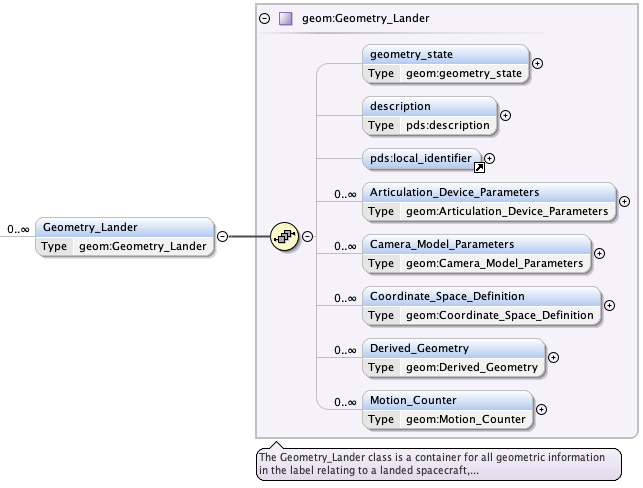 geom:Geometry_Lander
geometry_state
Type geom:geometry_state
description
Type pds:description
pds:local_identifier
0..∞ Articulation_Device_Parameters
Type geom:Articulation_Device_Parameters
0..∞ Geometry_Lander
Type geom:Geometry_Lander
0..∞ Camera_Model_Parameters
Type geom:Camera_Model_Parameters
0..∞ Coordinate_Space_Definition
Type geom:Coordinate_Space_Definition
0..∞ Derived_Geometry
Type geom:Derived_Geometry
0..∞ Motion_Counter
Type geom:Motion_Counter
The Geometry_Lander class is a container for all geometric information
in the label relating to a landed spacecraft,...